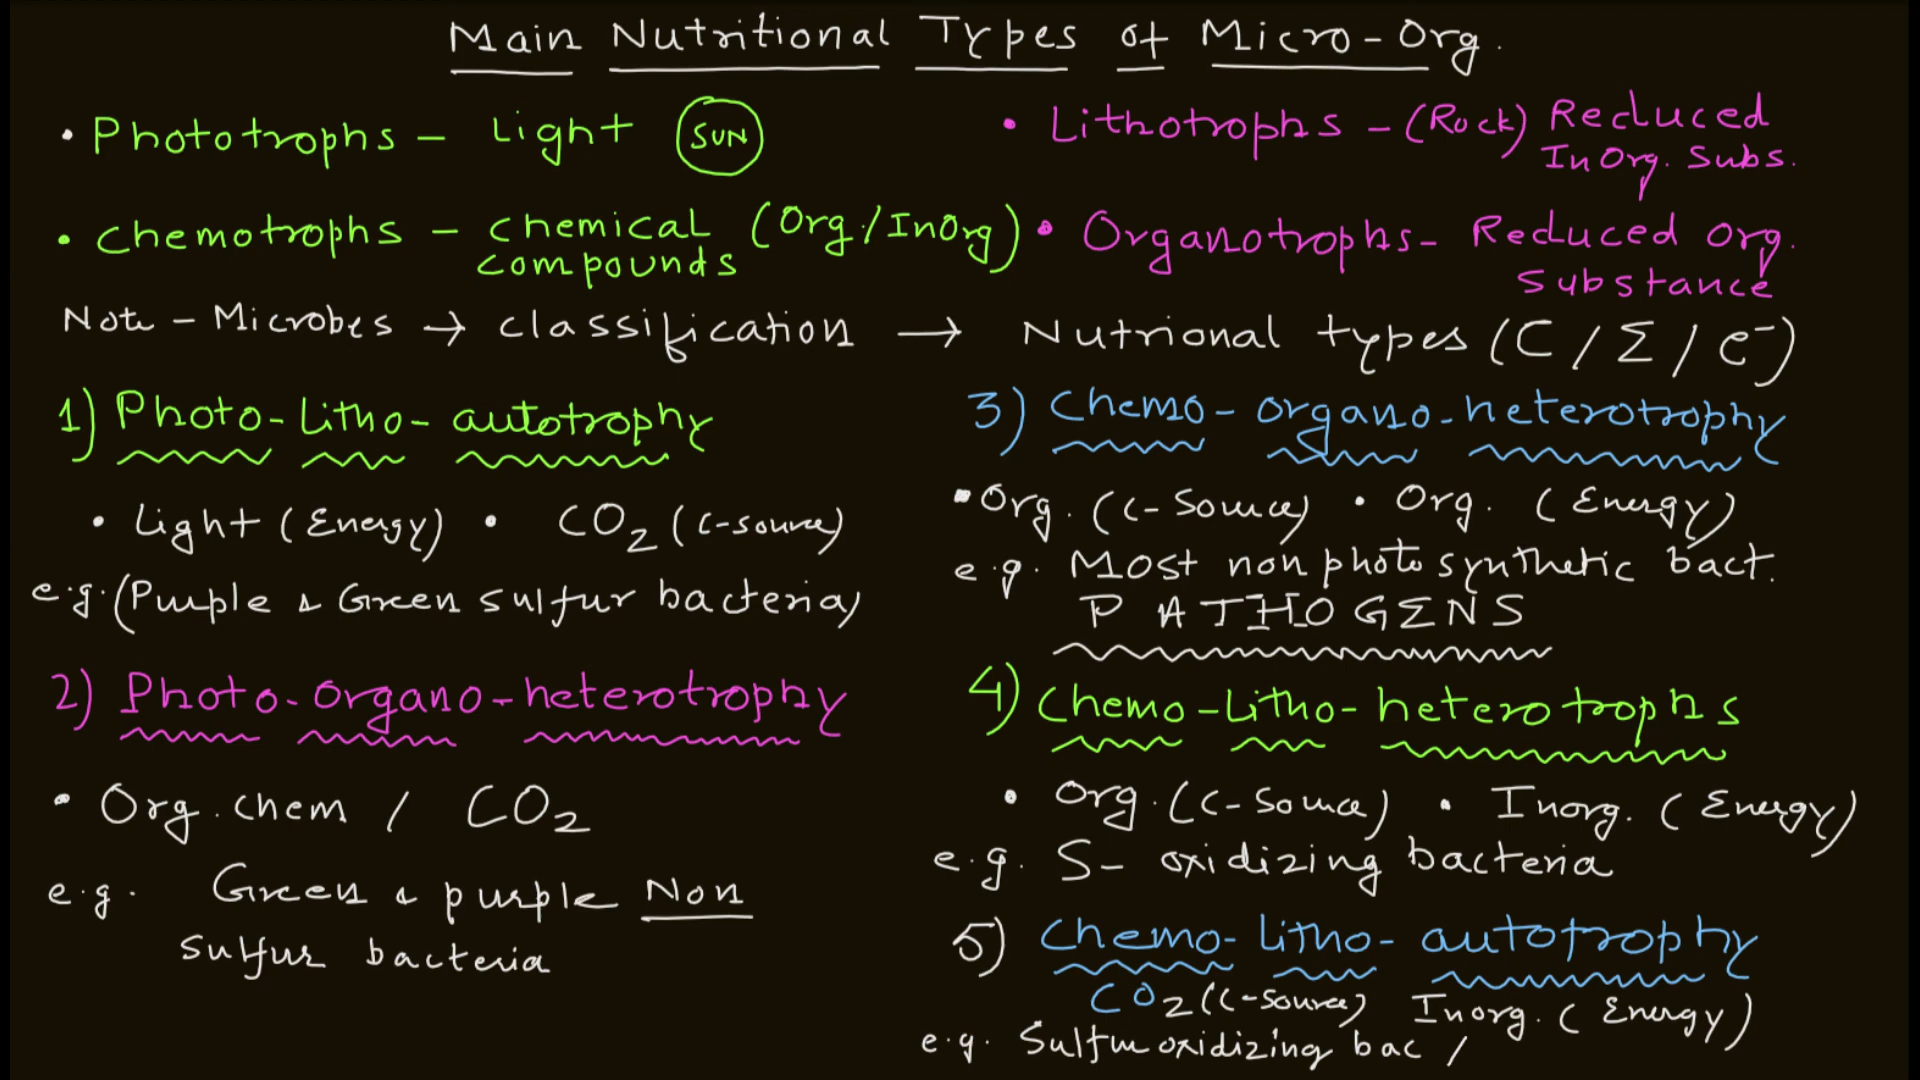 Main Nutritional Types of Micro-Org.
• Phototrophs – Light (SUN)
• Chemotrophs – Chemical (Org./InOrg)
compounds
• Lithotrophs – (Rock) Reduced
InOrg. Subs.
• Organotrophs – Reduced Org.
Substance
Note – Microbes → classification → Nutrional types (C / Σ / e⁻)
1) Photo-Litho-autotrophy
• Light (Energy) • CO2 (C-source)
e.g. (Purple & Green sulfur bacteria)
2) Photo-Organo-heterotrophy
• Org. chem / CO2
e.g. Green & purple Non
sulfur bacteria
3) Chemo-organo-heterotrophy
• Org. (C-Source) • Org. (Energy)
e.g. Most non photosynthetic bact.
PATHOGENS
4) Chemo-Litho-heterotrophs
• Org. (C-Source) • Inorg. (Energy)
e.g. S- oxidizing bacteria
5) Chemo-Litho-autotrophy
CO2 (C-Source) Inorg. (Energy)
e.g. Sulfur oxidizing bac /